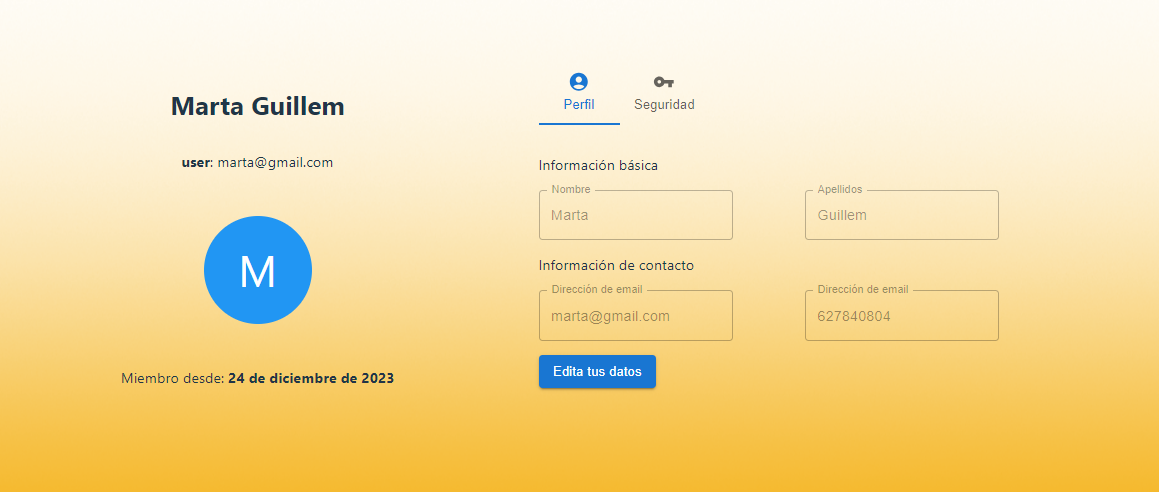 Marta Guillem
user: marta@gmail.com
M
Miembro desde: 24 de diciembre de 2023
Perfil
Seguridad
Información básica
Nombre
Marta
Apellidos
Guillem
Información de contacto
Dirección de email
marta@gmail.com
Dirección de email
627840804
Edita tus datos